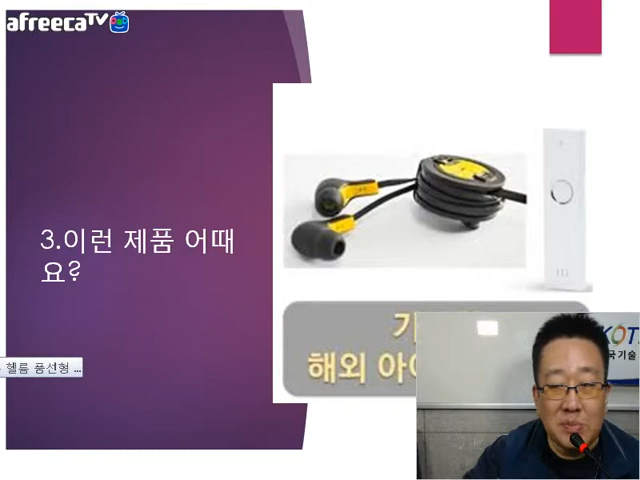 afreecaTV
3.이런 제품 어때
요?
해외 아
헬륨 풍선형 ...
KOT
국기술